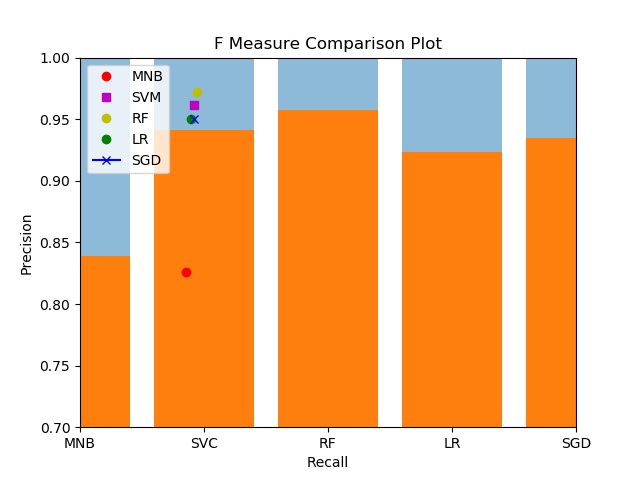 F Measure Comparison Plot
1.00
0.95
0.90
0.85
0.80
0.75
0.70
Precision
MNB
SVM
RF
LR
SGD
MNB SVC RF LR SGD
Recall